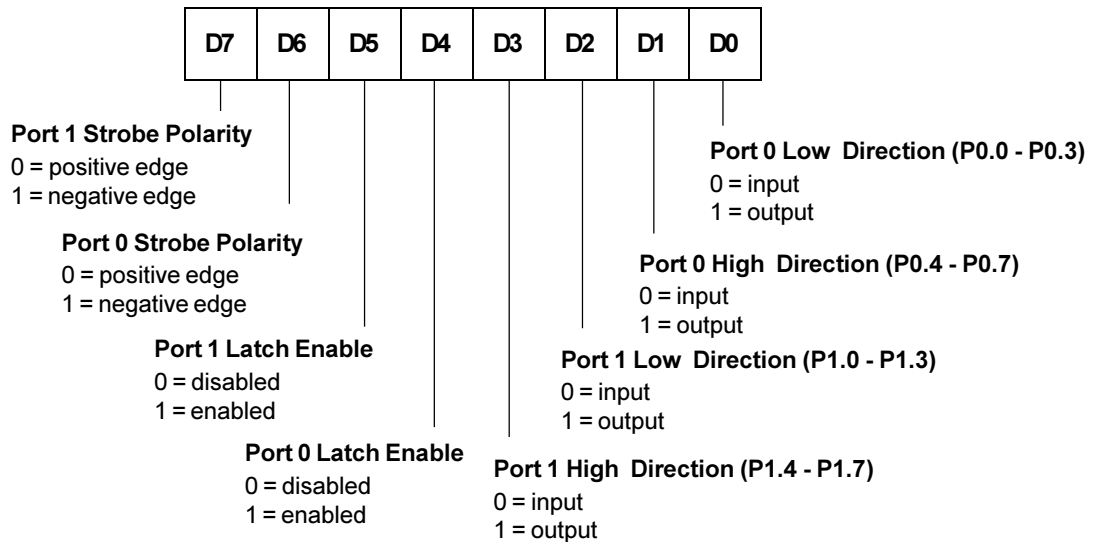 D7 D6 D5 D4 D3 D2 D1 D0
Port 1 Strobe Polarity
0 = positive edge
1 = negative edge
Port 0 Strobe Polarity
0 = positive edge
1 = negative edge
Port 1 Latch Enable
0 = disabled
1 = enabled
Port 0 Latch Enable
0 = disabled
1 = enabled
Port 1 High Direction (P1.4 - P1.7)
0 = input
1 = output
Port 1 Low Direction (P1.0 - P1.3)
0 = input
1 = output
Port 0 High Direction (P0.4 - P0.7)
0 = input
1 = output
Port 0 Low Direction (P0.0 - P0.3)
0 = input
1 = output